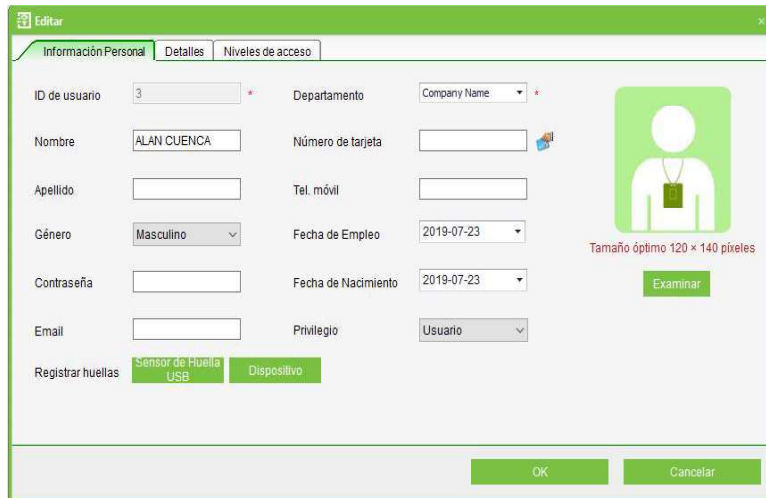 Editar
Información Personal Detalles Niveles de acceso
ID de usuario 3 * Departamento Company Name *
Nombre ALAN CUENCA Número de tarjeta
Apellido Tel. móvil
Género Masculino Fecha de Empleo 2019-07-23
Tamaño óptimo 120 × 140 píxeles
Contraseña Fecha de Nacimiento 2019-07-23 Examinar
Email Privilegio Usuario
Registrar huellas Sensor de Huella USB Dispositivo
OK Cancelar